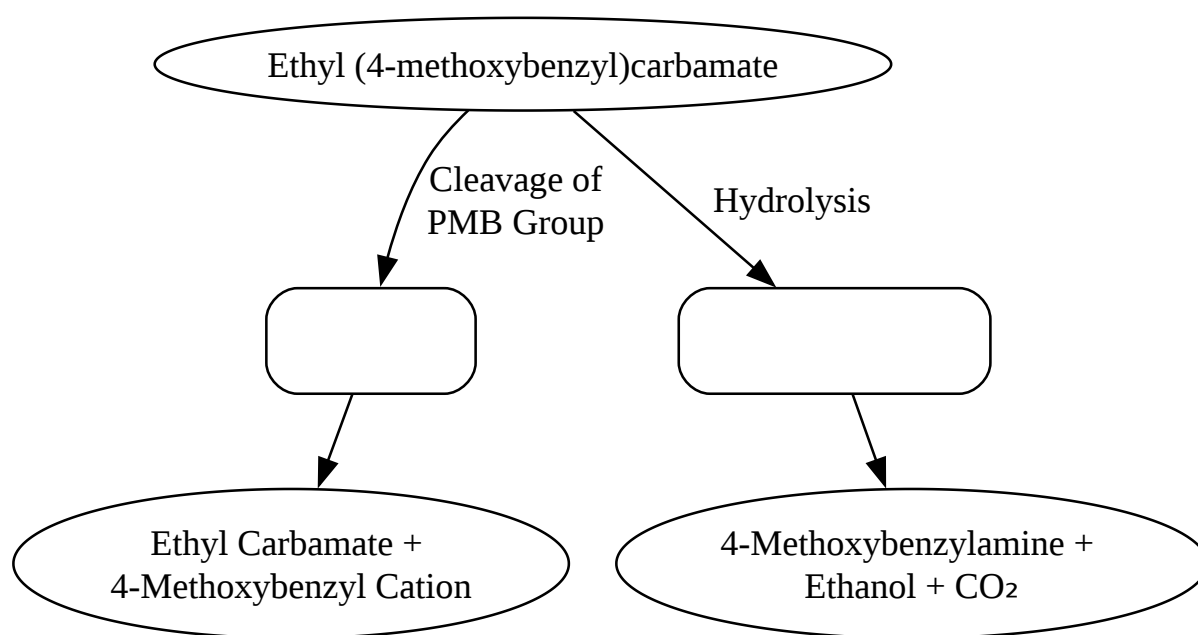 Ethyl (4-methoxybenzyl)carbamate
Cleavage of
PMB Group
Hydrolysis
Ethyl Carbamate +
4-Methoxybenzyl Cation
4-Methoxybenzylamine +
Ethanol + CO₂